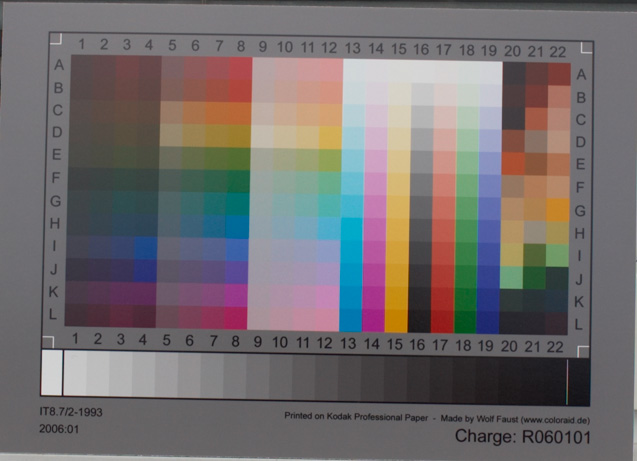 1 2 3 4 5 6 7 8 9 10 11 12 13 14 15 16 17 18 19 20 21 22
A A
B B
C C
D D
E E
F F
G G
H H
I I
J J
K K
L L
1 2 3 4 5 6 7 8 9 10 11 12 13 14 15 16 17 18 19 20 21 22
IT8.7/2-1993
Printed on Kodak Professional Paper - Made by Wolf Faust (www.coloraid.de)
2006:01
Charge: R060101